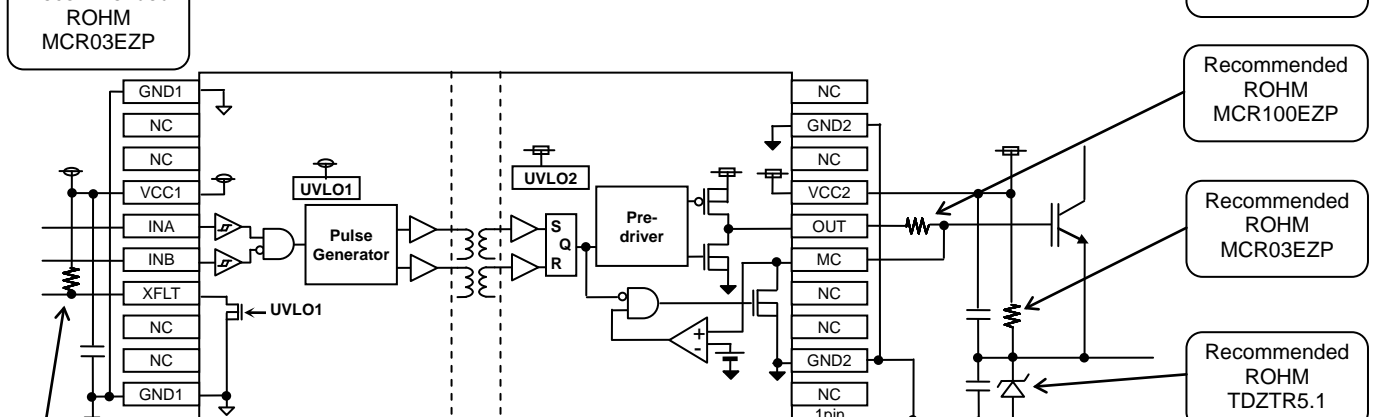 ROHM
MCR03EZP
Recommended
ROHM
MCR100EZP
GND1
NC
NC
GND2
NC
NC
VCC1
UVLO1
UVLO2
VCC2
INA
Pulse
Generator
S
Q
R
Pre-
driver
OUT
Recommended
ROHM
MCR03EZP
INB
MC
XFLT
UVLO1
NC
NC
+
-
NC
NC
GND2
Recommended
ROHM
TDZTR5.1
GND1
NC
1pin